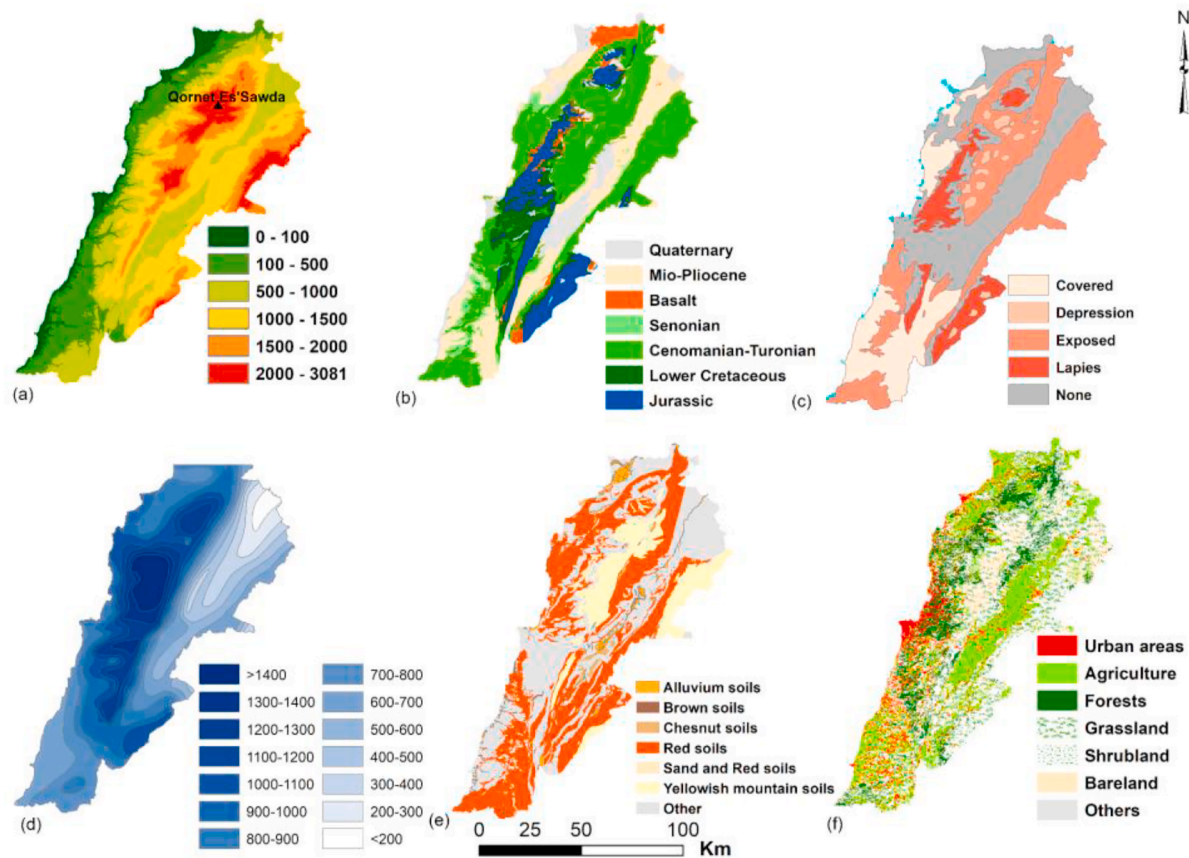 N
Qornet Es'Sawda
0 - 100
100 - 500
500 - 1000
1000 - 1500
1500 - 2000
2000 - 3081
(a)
Quaternary
Mio-Pliocene
Basalt
Senonian
Cenomanian-Turonian
Lower Cretaceous
Jurassic
(b)
Covered
Depression
Exposed
Lapies
None
(c)
>1400
1300-1400
1200-1300
1100-1200
1000-1100
900-1000
800-900
700-800
600-700
500-600
400-500
300-400
200-300
<200
(d)
Alluvium soils
Brown soils
Chesnut soils
Red soils
Sand and Red soils
Yellowish mountain soils
Other
(e)
Urban areas
Agriculture
Forests
Grassland
Shrubland
Bareland
Others
(f)
0 25 50 100
Km